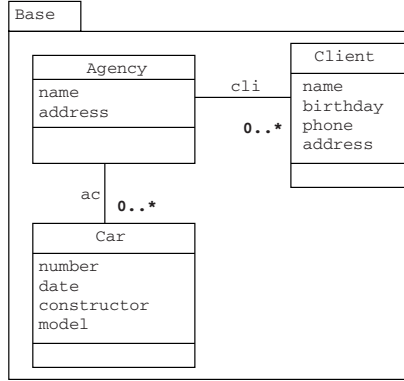 Base
Agency
name
address
cli
0..*
Client
name
birthday
phone
address
ac
0..*
Car
number
date
constructor
model